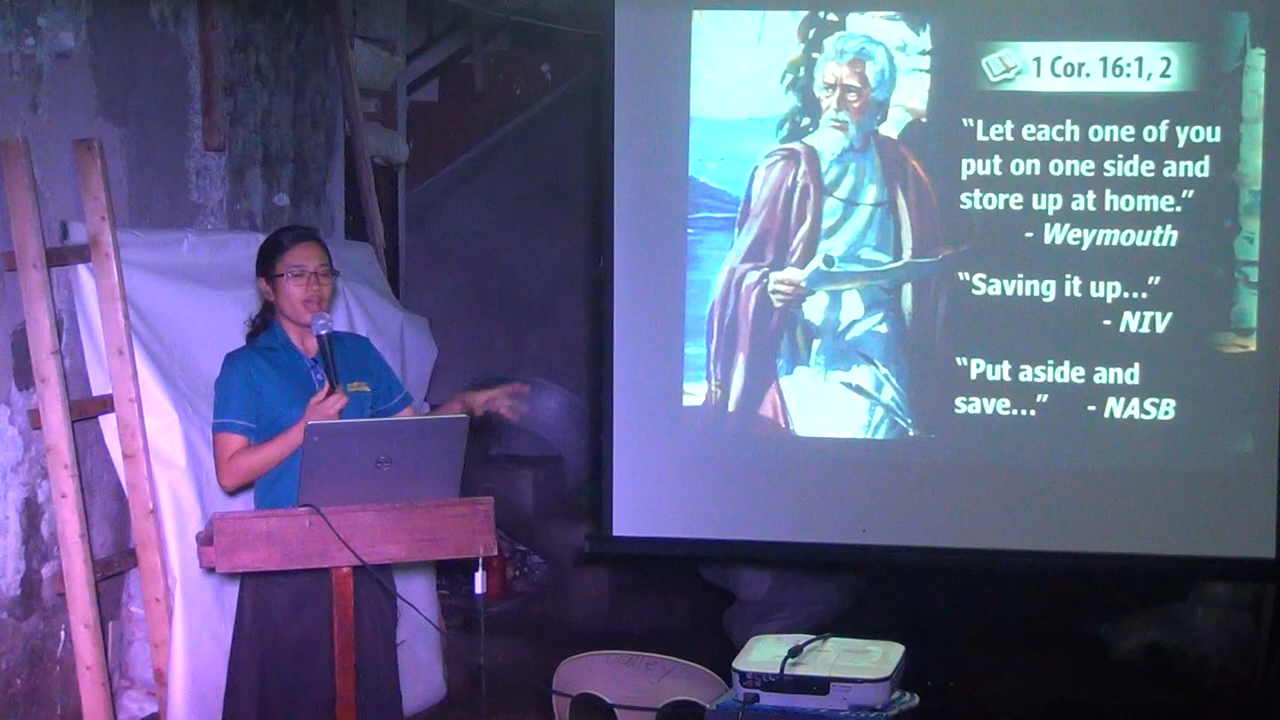 1 Cor. 16:1, 2
“Let each one of you
put on one side and
store up at home.”
- Weymouth
“Saving it up...”
- NIV
“Put aside and
save...” - NASB
hp